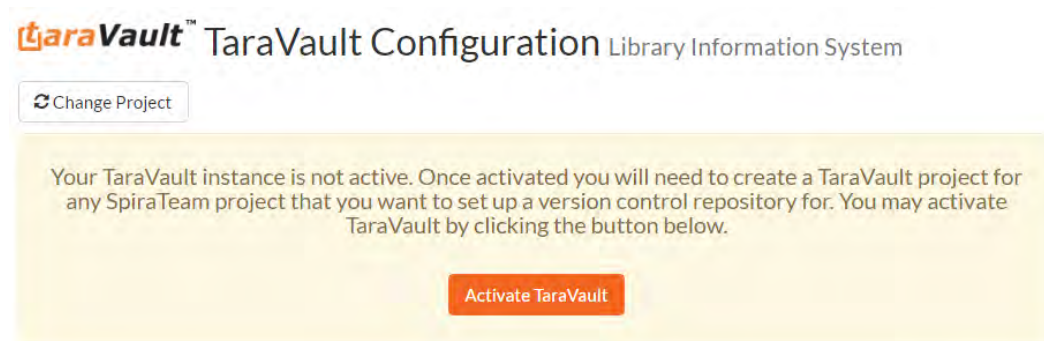 taraVault™ TaraVault Configuration Library Information System
Change Project
Your TaraVault instance is not active. Once activated you will need to create a TaraVault project for
any SpiraTeam project that you want to set up a version control repository for. You may activate
TaraVault by clicking the button below.
Activate TaraVault